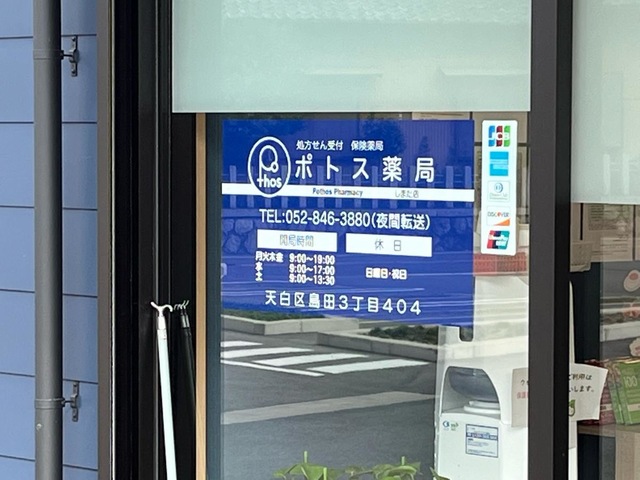 処方せん受付 保険薬局
Pothos
ポトス薬局
Pothos Pharmacy しまだ店
TEL:052-846-3880(夜間転送)
開局時間 休日
月火木金 9:00〜19:00
水 9:00〜17:00
土 9:00〜13:30
日曜日・祝日
天白区島田3丁目404
JCB
DISCOVER